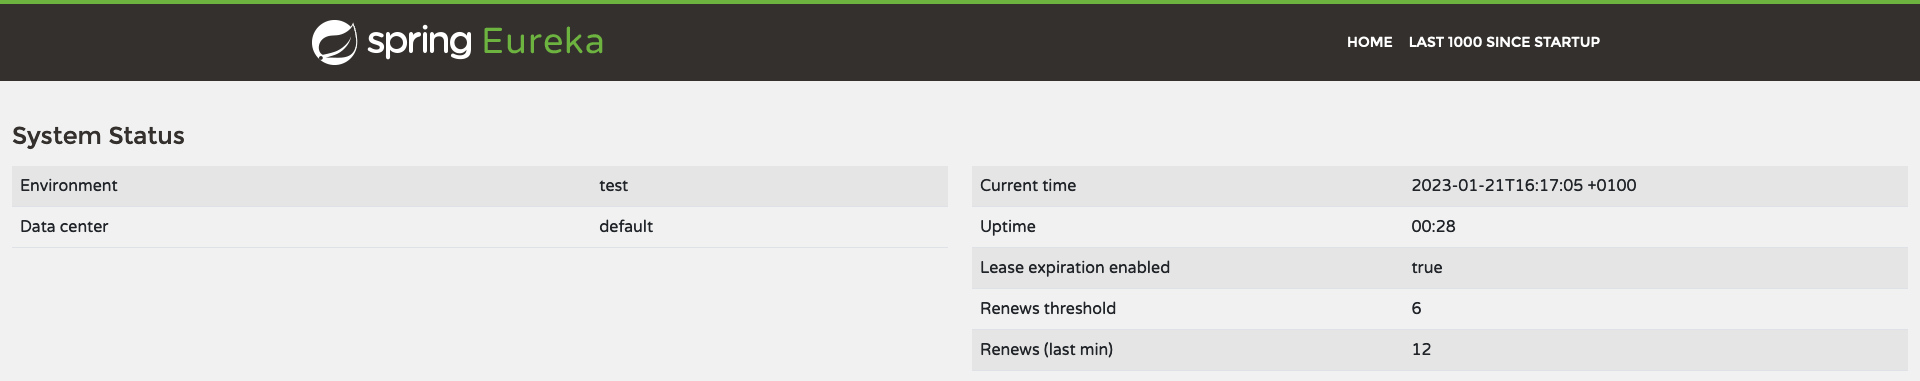 spring Eureka HOME LAST 1000 SINCE STARTUP
System Status
Environment test
Data center default
Current time 2023-01-21T16:17:05 +0100
Uptime 00:28
Lease expiration enabled true
Renews threshold 6
Renews (last min) 12